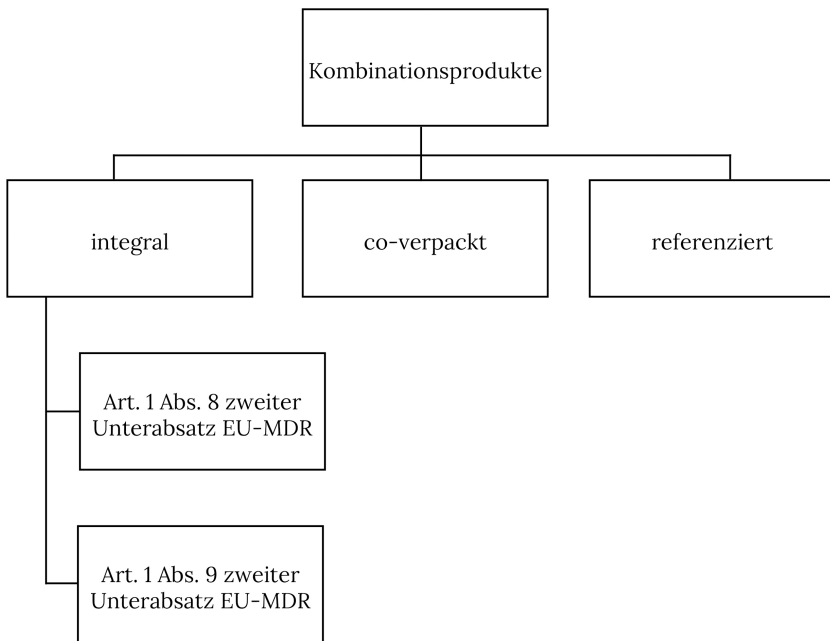 Kombinationsprodukte
integral
co-verpackt
referenziert
Art. 1 Abs. 8 zweiter
Unterabsatz EU-MDR
Art. 1 Abs. 9 zweiter
Unterabsatz EU-MDR